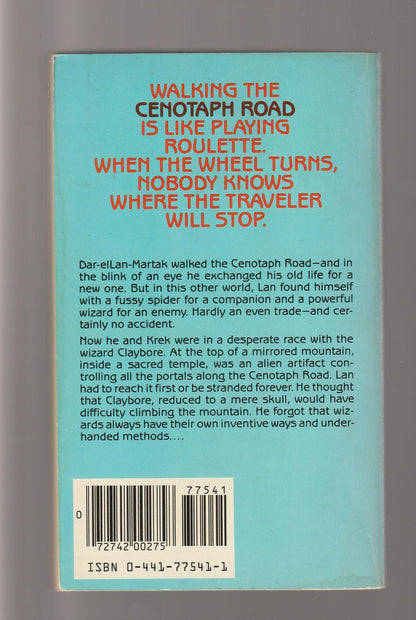 WALKING THE
CENOTAPH ROAD
IS LIKE PLAYING
ROULETTE.
WHEN THE WHEEL TURNS,
NOBODY KNOWS
WHERE THE TRAVELER
WILL STOP.
Dar-elLan-Martak walked the Cenotaph Road—and in
the blink of an eye he exchanged his old life for a
new one. But in this other world, Lan found himself
with a fussy spider for a companion and a powerful
wizard for an enemy. Hardly an even trade—and cer-
tainly no accident.
Now he and Krek were in a desperate race with the
wizard Claybore. At the top of a mirrored mountain,
inside a sacred temple, was an alien artifact con-
trolling all the portals along the Cenotaph Road. Lan
had to reach it first or be stranded forever. He thought
that Claybore, reduced to a mere skull, would have
difficulty climbing the mountain. He forgot that wiz-
ards always have their own inventive ways and under-
handed methods....
77541
0
72742 00275
ISBN 0-441-77541-1